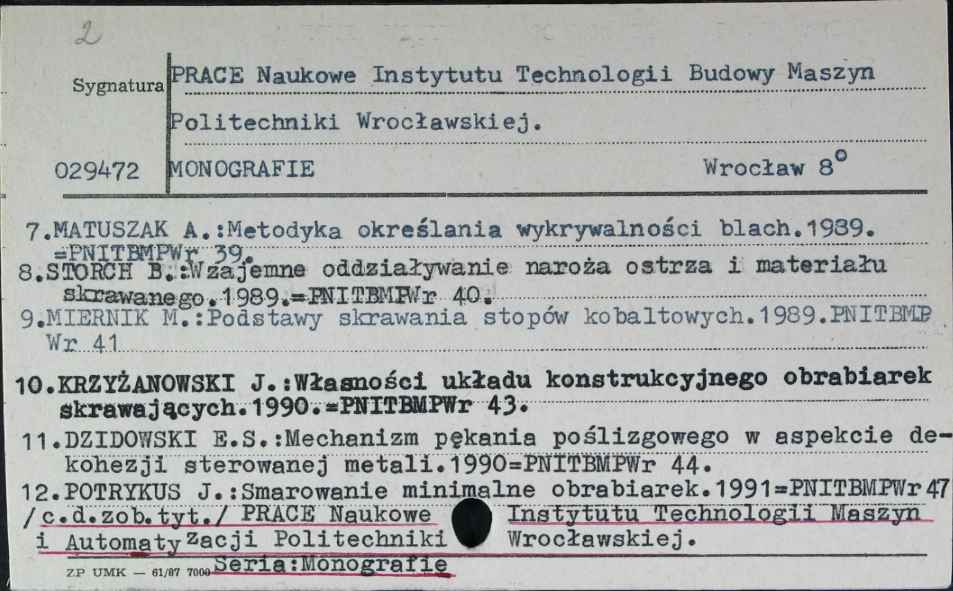 2
Sygnatura PRACE Naukowe Instytutu Technologii Budowy Maszyn
Politechniki Wrocławskiej.
029472 MONOGRAFIE Wrocław 8°
7.MATUSZAK A.:Metodyka określania wykrywalności blach.1989.
=PNITBMPWr 39.
8.STORCH B.:Wzajemne oddziaływanie naroża ostrza i materiału
skrawanego.1989.=PNITBMPWr 40.
9.MIERNIK M.:Podstawy skrawania stopów kobaltowych.1989.PNITBMP
Wr 41
10.KRZYŻANOWSKI J.:Własności układu konstrukcyjnego obrabiarek
skrawających.1990.=PNITBMPWr 43.
11.DZIDOWSKI E.S.:Mechanizm pękania poślizgowego w aspekcie de-
kohezji sterowanej metali.1990=PNITBMPWr 44.
12.POTRYKUS J.:Smarowanie minimalne obrabiarek.1991=PNITBMPWr 47
/c.d.zob.tyt./ PRACE Naukowe Instytutu Technologii Maszyn
i Automatyzacji Politechniki Wrocławskiej.
ZP UMK — 61/87 7000 Seria:Monografie